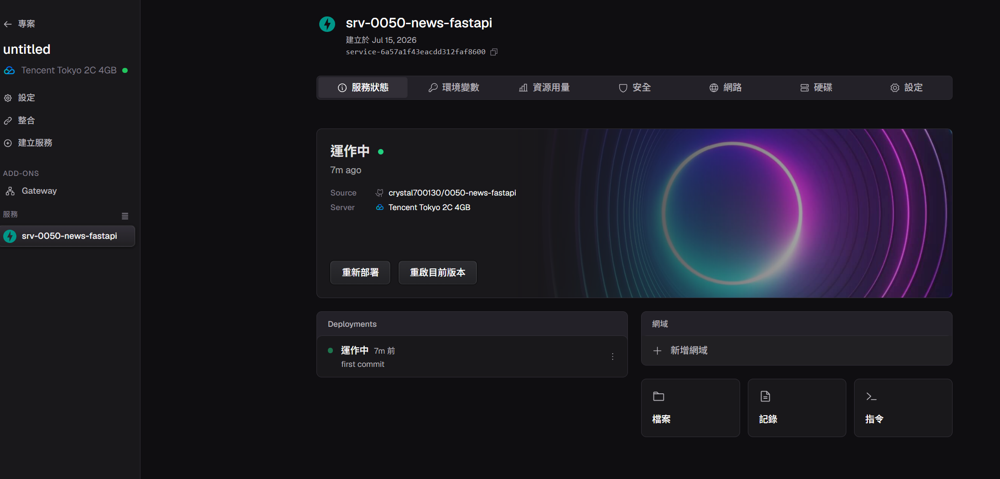 專案
untitled
Tencent Tokyo 2C 4GB
設定
整合
建立服務
ADD-ONS
Gateway
服務
srv-0050-news-fastapi
srv-0050-news-fastapi
建立於 Jul 15, 2026
service-6a57a1f43eacdd312faf8600
服務狀態
環境變數
資源用量
安全
網路
硬碟
設定
運作中
7m ago
Source crystal700130/0050-news-fastapi
Server Tencent Tokyo 2C 4GB
重新部署
重啟目前版本
Deployments
運作中 7m 前
first commit
網域
新增網域
檔案
記錄
指令